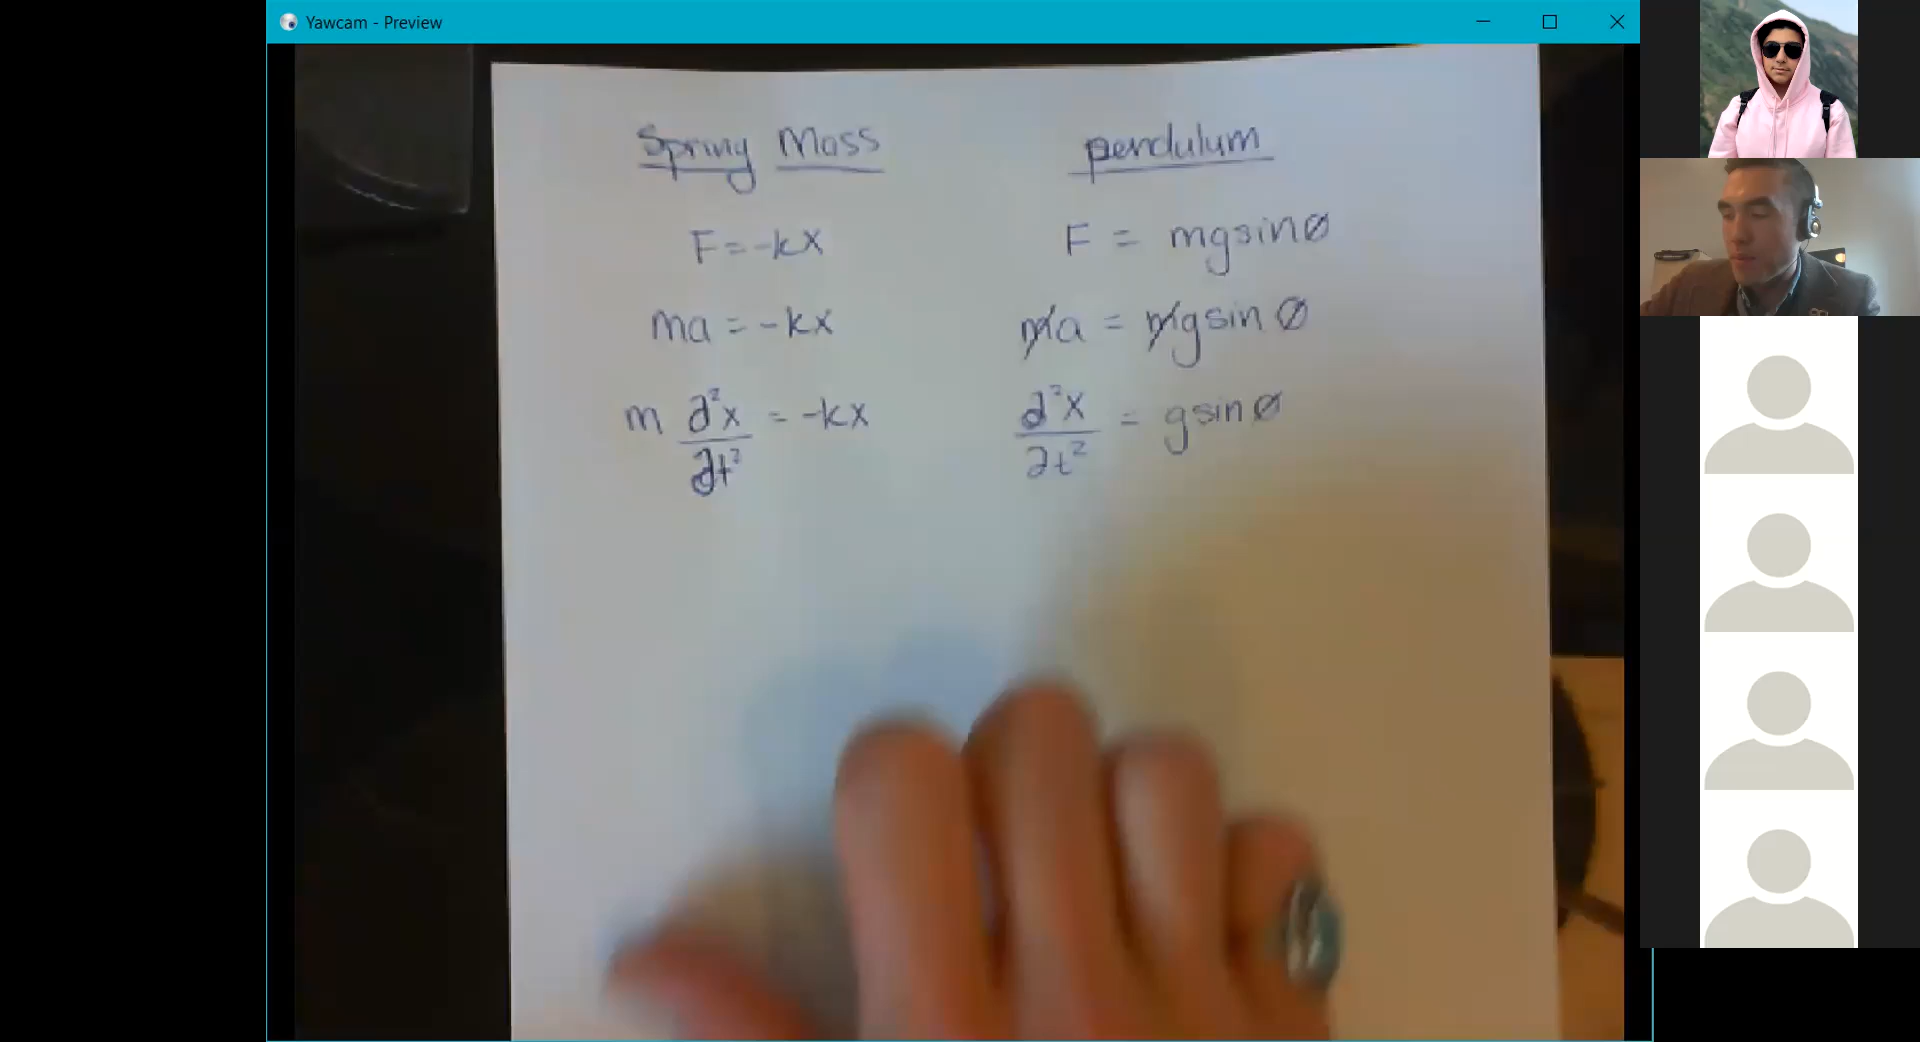 Yawcam - Preview
Spring Mass
F = -kx
ma = -kx
m ∂²x/∂t² = -kx
pendulum
F = mgsinø
ma = mgsin ø
∂²x/∂t² = gsinø